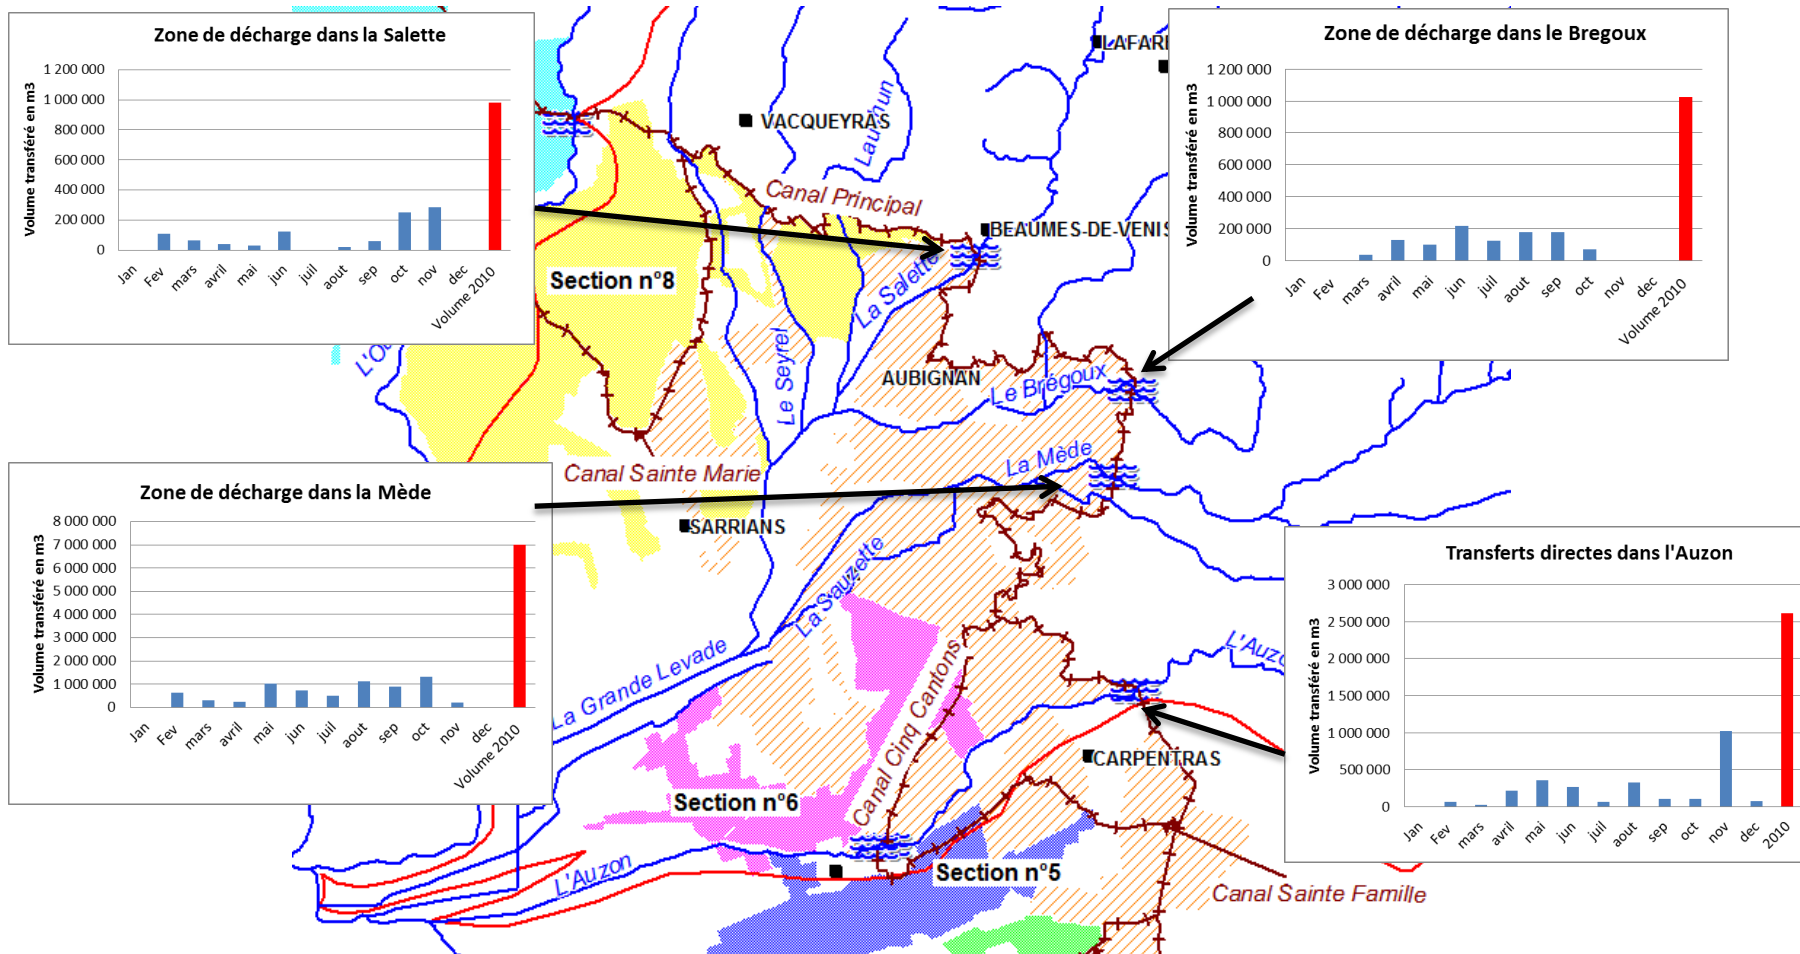 Zone de décharge dans la Salette
Volume transféré en m3
1 200 000
1 000 000
800 000
600 000
400 000
200 000
0
Jan
Fev
mars
avril
mai
jun
juil
aout
sep
oct
nov
dec
Volume 2010
Zone de décharge dans le Bregoux
Volume transféré en m3
1200 000
1000 000
800 000
600 000
400 000
200 000
0
Jan
Fev
mars
avril
mai
jun
juil
aout
sep
oct
nov
dec
Volume 2010
VACQUEYRAS
Lauchun
Canal Principal
BEAUMES-DE-VENIS
Section n°8
La Salette
Le Seyrel
AUBIGNAN
Le Brégoux
La Mède
Canal Sainte Marie
SARRIANS
La Sauzette
Zone de décharge dans la Mède
Volume transféré en m3
8 000 000
7 000 000
6 000 000
5 000 000
4 000 000
3 000 000
2 000 000
1 000 000
0
Jan
Fev
mars
avril
mai
jun
juil
aout
sep
oct
nov
dec
Volume 2010
Transferts directes dans l'Auzon
Volume transféré en m3
3 000 000
2 500 000
2 000 000
1 500 000
1 000 000
500 000
0
Jan
Fev
mars
avril
mai
jun
juil
aout
sep
oct
nov
dec
2010
La Grande Levade
Canal Cinq Cantons
CARPENTRAS
Section n°6
L'Auzon
Section n°5
Canal Sainte Famille